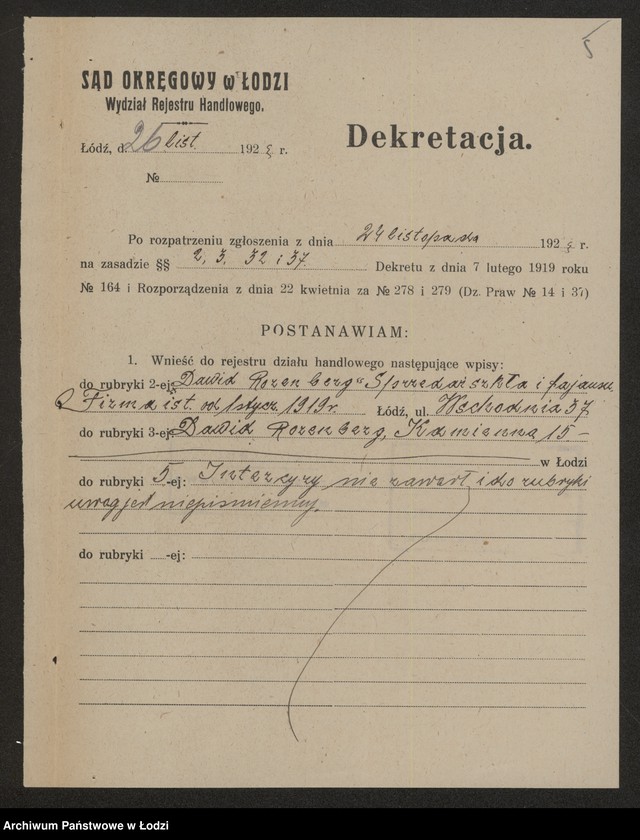 5
SĄD OKRĘGOWY w ŁODZI
Wydział Rejestru Handlowego.
Łódź, d. 26 list. 192 r.
Dekretacja.
№
Po rozpatrzeniu zgłoszenia z dnia 24 listopada 192 r.
na zasadzie §§ 2, 3, 32 i 37. Dekretu z dnia 7 lutego 1919 roku
№ 164 i Rozporządzenia z dnia 22 kwietnia za № 278 i 279 (Dz. Praw № 14 i 37)
POSTANAWIAM:
1. Wnieść do rejestru działu handlowego następujące wpisy:
do rubryki 2-ej: „Dawid Rozenberg" Sprzedaż szkła i fajansu.
Firma ist. od 1 stycz. 1919 r. Łódź, ul. Wschodnia 37
do rubryki 3-ej: Dawid Rozenberg, Kamienna 15 –
w Łodzi
do rubryki 5-ej: Intercyzy nie zawarł i do rubryki
uwag jest niepiśmienny.
do rubryki -ej:
Archiwum Państwowe w Łodzi